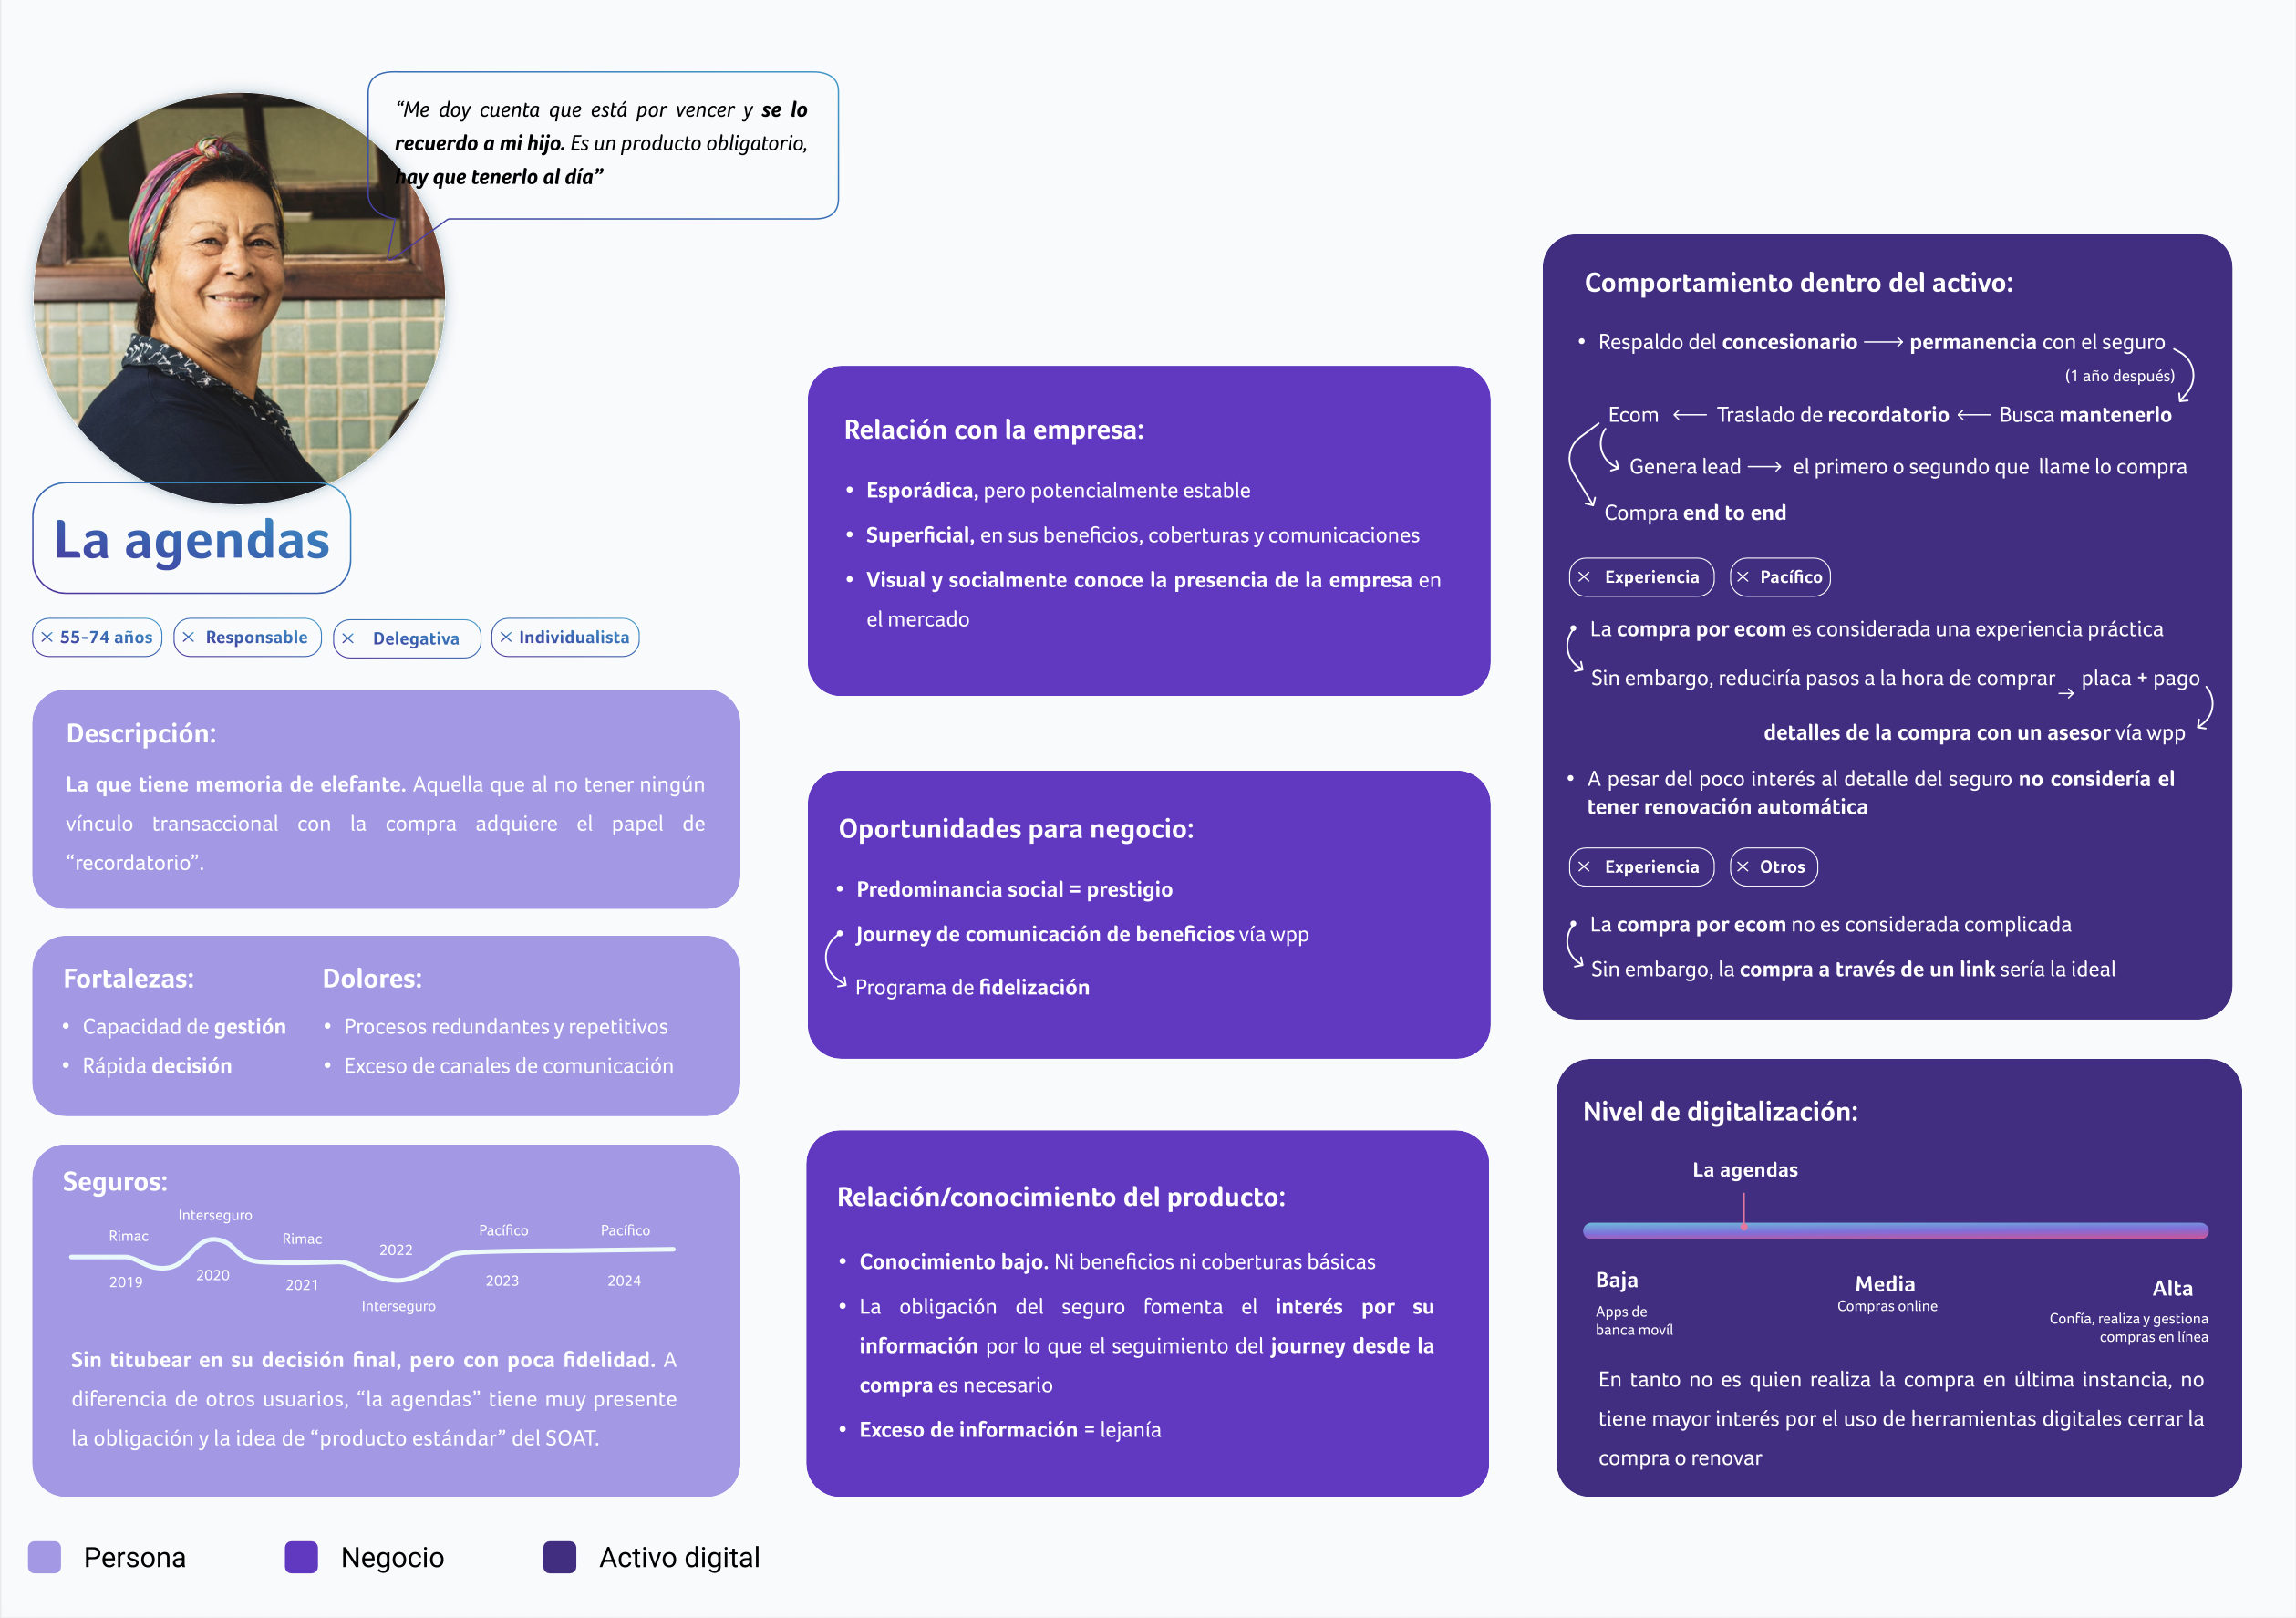 “Me doy cuenta que está por vencer y se lo
recuerdo a mi hijo. Es un producto obligatorio,
hay que tenerlo al día”
La agendas
× 55-74 años
× Responsable
× Delegativa
× Individualista
Descripción:
La que tiene memoria de elefante. Aquella que al no tener ningún
vínculo transaccional con la compra adquiere el papel de
“recordatorio”.
Fortalezas:
• Capacidad de gestión
• Rápida decisión
Dolores:
• Procesos redundantes y repetitivos
• Exceso de canales de comunicación
Seguros:
Rimac
2019
Interseguro
2020
Rimac
2021
2022
Interseguro
Pacífico
2023
Pacífico
2024
Sin titubear en su decisión final, pero con poca fidelidad. A
diferencia de otros usuarios, “la agendas” tiene muy presente
la obligación y la idea de “producto estándar” del SOAT.
Relación con la empresa:
• Esporádica, pero potencialmente estable
• Superficial, en sus beneficios, coberturas y comunicaciones
• Visual y socialmente conoce la presencia de la empresa en
el mercado
Oportunidades para negocio:
• Predominancia social = prestigio
• Journey de comunicación de beneficios vía wpp
Programa de fidelización
Relación/conocimiento del producto:
• Conocimiento bajo. Ni beneficios ni coberturas básicas
• La obligación del seguro fomenta el interés por su
información por lo que el seguimiento del journey desde la
compra es necesario
• Exceso de información = lejanía
Comportamiento dentro del activo:
• Respaldo del concesionario → permanencia con el seguro
(1 año después)
Ecom ← Traslado de recordatorio ← Busca mantenerlo
Genera lead → el primero o segundo que llame lo compra
Compra end to end
× Experiencia
× Pacífico
• La compra por ecom es considerada una experiencia práctica
Sin embargo, reduciría pasos a la hora de comprar → placa + pago
detalles de la compra con un asesor vía wpp
• A pesar del poco interés al detalle del seguro no considería el
tener renovación automática
× Experiencia
× Otros
• La compra por ecom no es considerada complicada
Sin embargo, la compra a través de un link sería la ideal
Nivel de digitalización:
La agendas
Baja
Apps de
banca movíl
Media
Compras online
Alta
Confía, realiza y gestiona
compras en línea
En tanto no es quien realiza la compra en última instancia, no
tiene mayor interés por el uso de herramientas digitales cerrar la
compra o renovar
Persona
Negocio
Activo digital